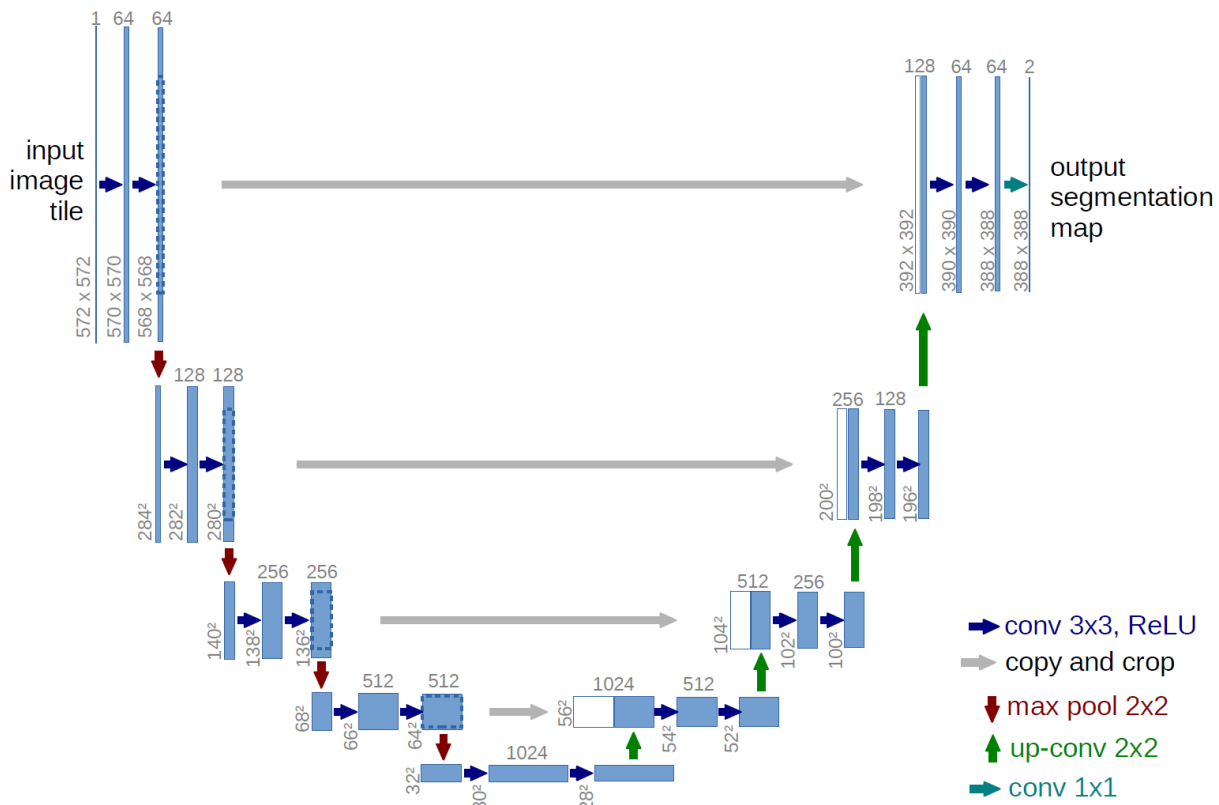 1 64 64
128 64 64 2
input
image
tile
output
segmentation
map
572 x 572
570 x 570
568 x 568
392 x 392
390 x 390
388 x 388
388 x 388
128 128
256 128
284²
282²
280²
200²
198²
196²
256 256
512 256
140²
138²
136²
104²
102²
100²
512 512
1024 512
68²
66²
64²
56²
54²
52²
1024
32²
30²
28²
conv 3x3, ReLU
copy and crop
max pool 2x2
up-conv 2x2
conv 1x1